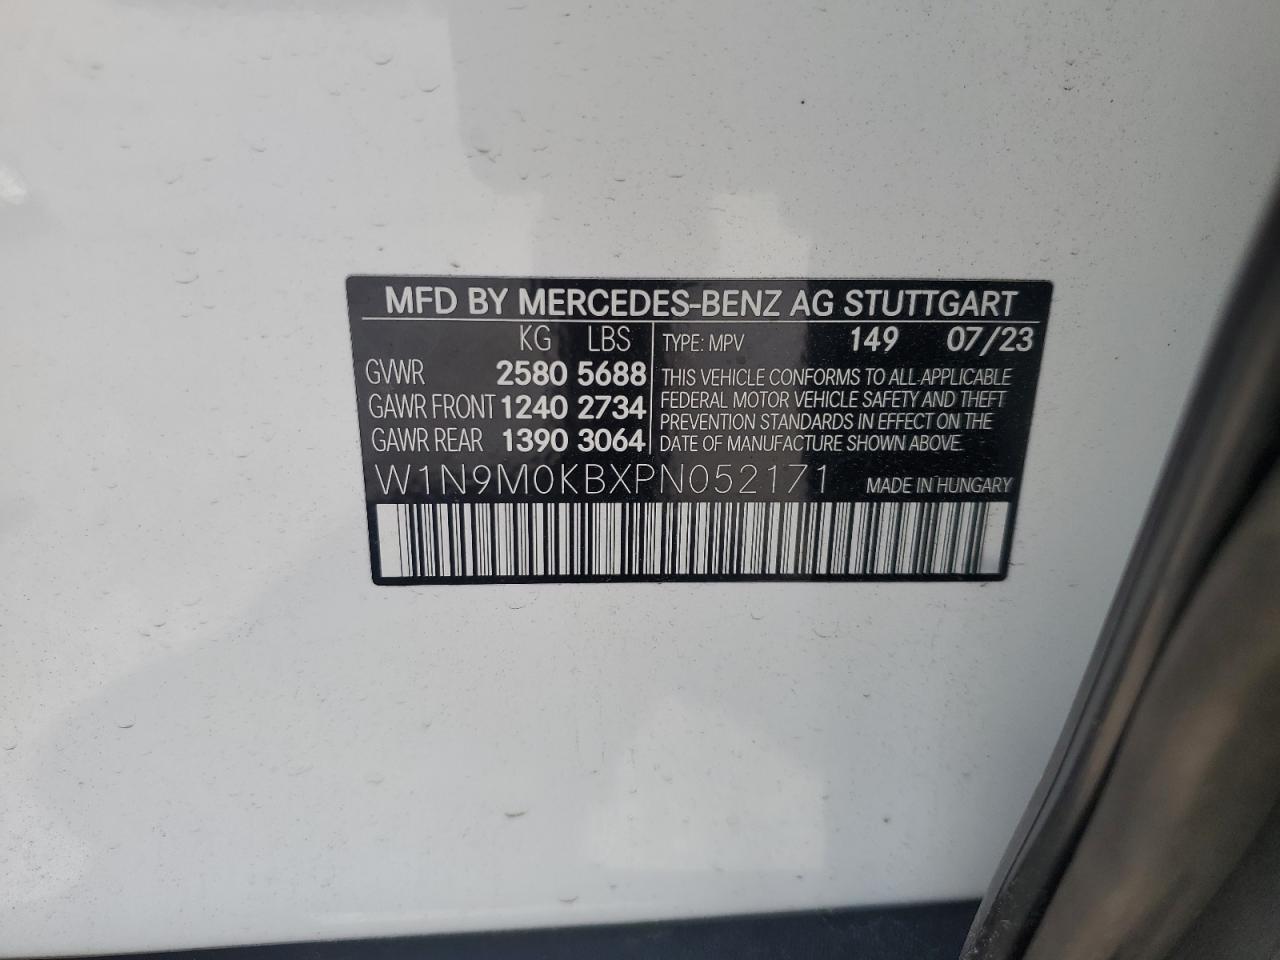 MFD BY MERCEDES-BENZ AG STUTTGART
KG LBS TYPE: MPV 149 07/23
GVWR 2580 5688 THIS VEHICLE CONFORMS TO ALL APPLICABLE
GAWR FRONT 1240 2734 FEDERAL MOTOR VEHICLE SAFETY AND THEFT
PREVENTION STANDARDS IN EFFECT ON THE
GAWR REAR 1390 3064 DATE OF MANUFACTURE SHOWN ABOVE.
W1N9M0KBXPN052171 MADE IN HUNGARY